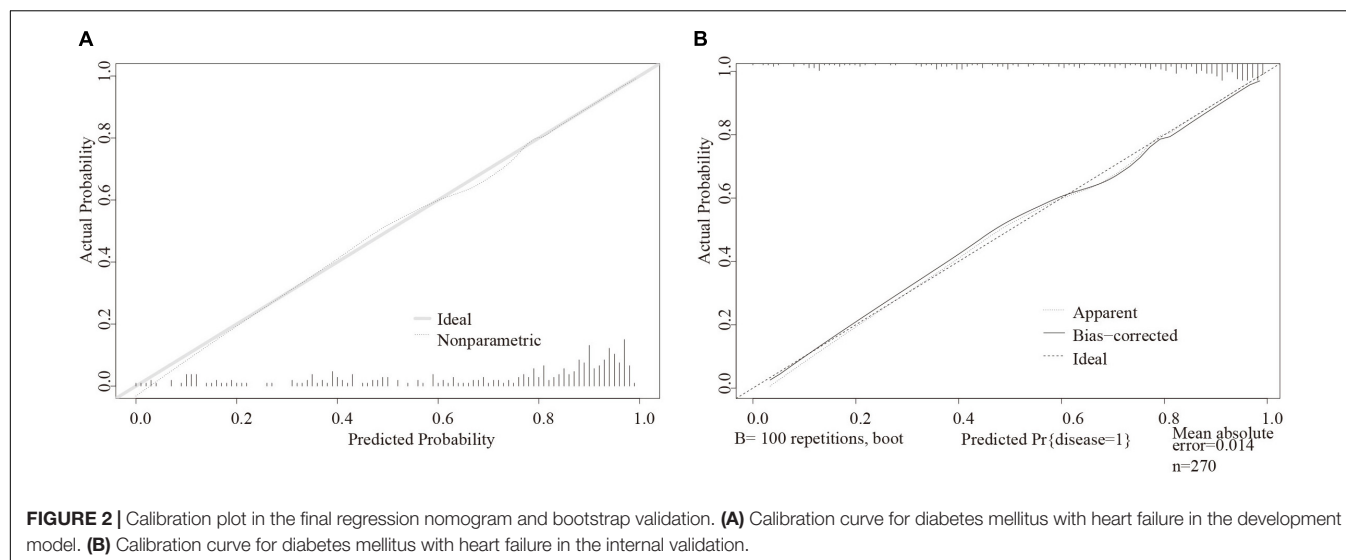 A
Actual Probability
1.0
0.8
0.6
0.4
0.2
0.0
Ideal
Nonparametric
0.0 0.2 0.4 0.6 0.8 1.0
Predicted Probability
B
Actual Probability
1.0
0.8
0.6
0.4
0.2
0.0
Apparent
Bias−corrected
Ideal
0.0 0.2 0.4 0.6 0.8 1.0
B= 100 repetitions, boot
Predicted Pr{disease=1}
Mean absolute
error=0.014
n=270
FIGURE 2 | Calibration plot in the final regression nomogram and bootstrap validation. (A) Calibration curve for diabetes mellitus with heart failure in the development
model. (B) Calibration curve for diabetes mellitus with heart failure in the internal validation.